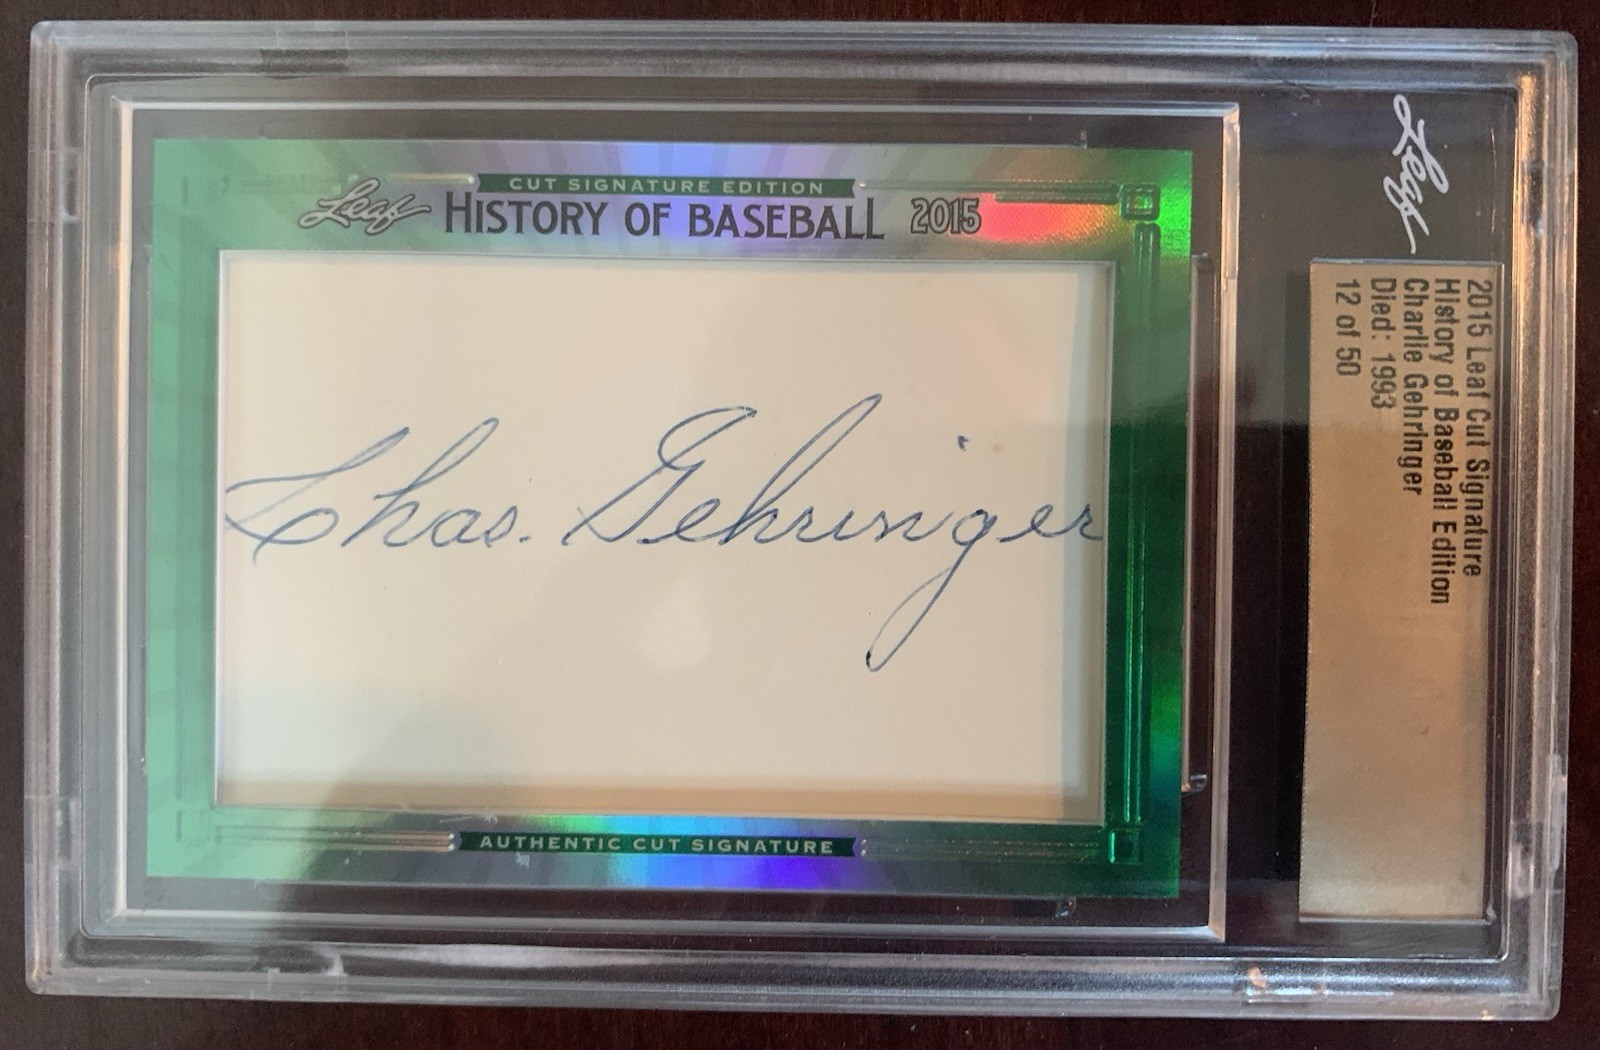 CUT SIGNATURE EDITION
Leaf HISTORY OF BASEBALL 2015
Chas. Gehringer
AUTHENTIC CUT SIGNATURE
Leaf
2015 Leaf Cut Signature
History of Baseball Edition
Charlie Gehringer
Died: 1993
12 of 50